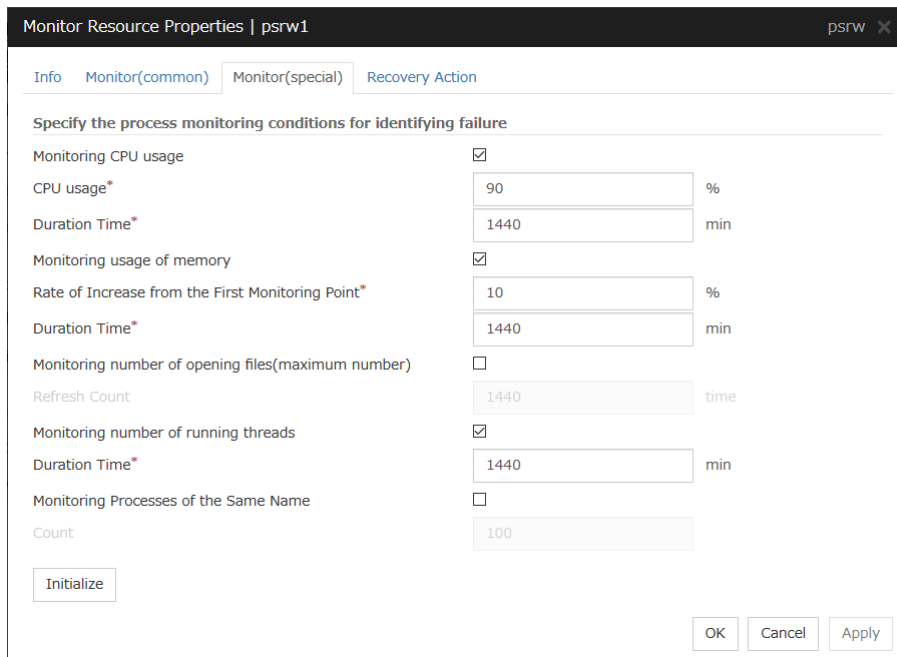 Monitor Resource Properties | psrw1 psrw ×
Info Monitor(common) Monitor(special) Recovery Action
Specify the process monitoring conditions for identifying failure
Monitoring CPU usage
CPU usage* 90 %
Duration Time* 1440 min
Monitoring usage of memory
Rate of Increase from the First Monitoring Point* 10 %
Duration Time* 1440 min
Monitoring number of opening files(maximum number)
Refresh Count 1440 time
Monitoring number of running threads
Duration Time* 1440 min
Monitoring Processes of the Same Name
Count 100
Initialize
OK Cancel Apply